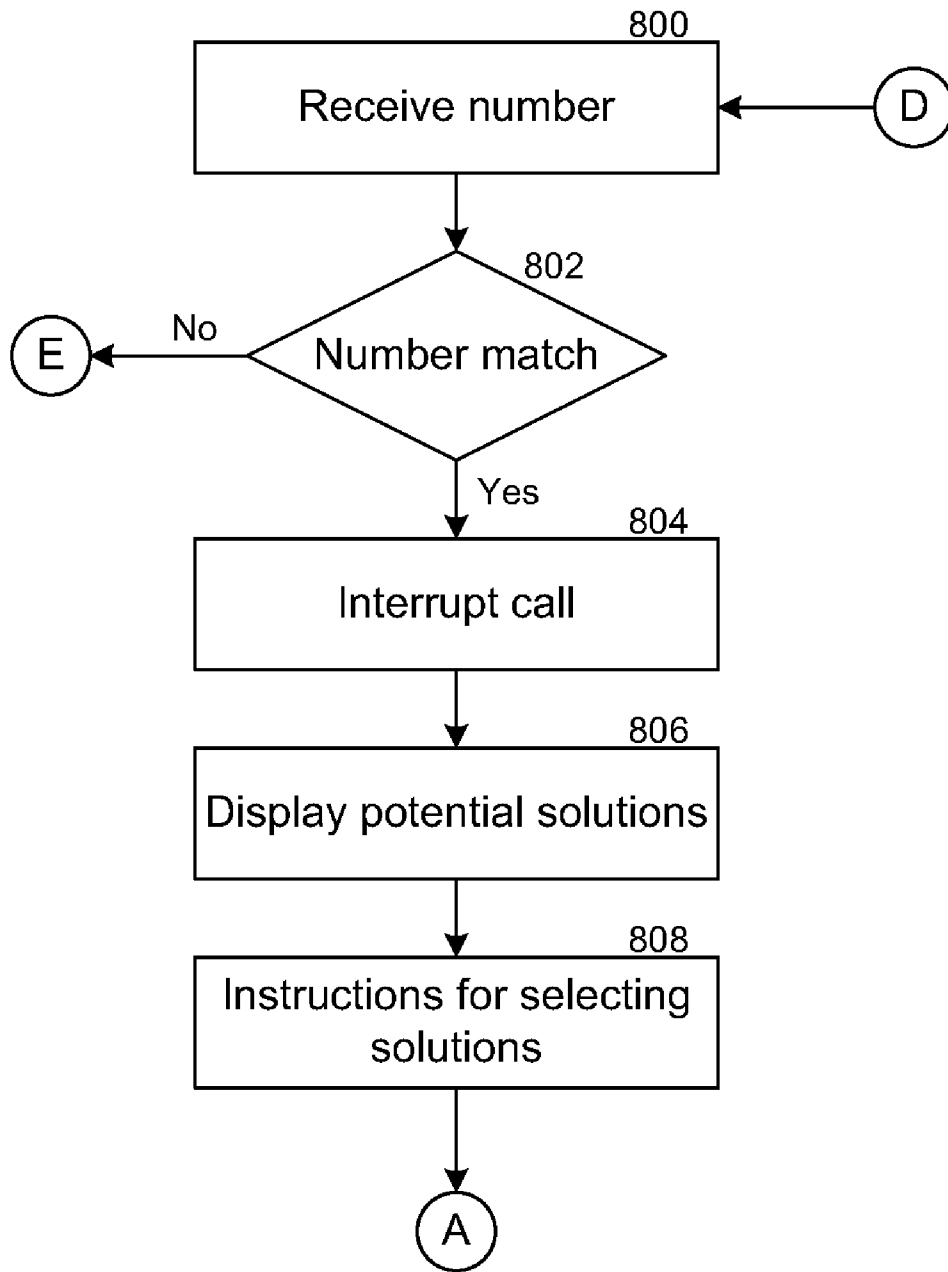 800
Receive number
D
802
No
E
Number match
Yes
804
Interrupt call
806
Display potential solutions
808
Instructions for selecting
solutions
A